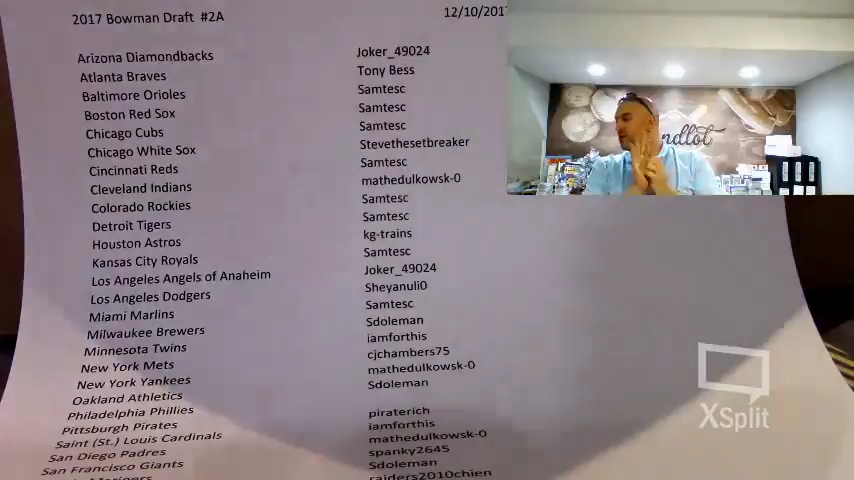 2017 Bowman Draft #2A 12/10/2017
Arizona Diamondbacks Joker_49024
Atlanta Braves Tony Bess
Baltimore Orioles Samtesc
Boston Red Sox Samtesc
Chicago Cubs Samtesc
Chicago White Sox Stevethesetbreaker
Cincinnati Reds Samtesc
Cleveland Indians mathedulkowsk-0
Colorado Rockies Samtesc
Detroit Tigers Samtesc
Houston Astros kg-trains
Kansas City Royals Samtesc
Los Angeles Angels of Anaheim Joker_49024
Los Angeles Dodgers Sheyanuli0
Miami Marlins Samtesc
Milwaukee Brewers Sdoleman
Minnesota Twins iamforthis
New York Mets cjchambers75
New York Yankees mathedulkowsk-0
Oakland Athletics Sdoleman
Philadelphia Phillies
Pittsburgh Pirates piraterich
Saint (St.) Louis Cardinals iamforthis
San Diego Padres mathedulkowsk-0
San Francisco Giants spanky2645
Mariners Sdoleman
raiders2010chien
ndlot
XSplit